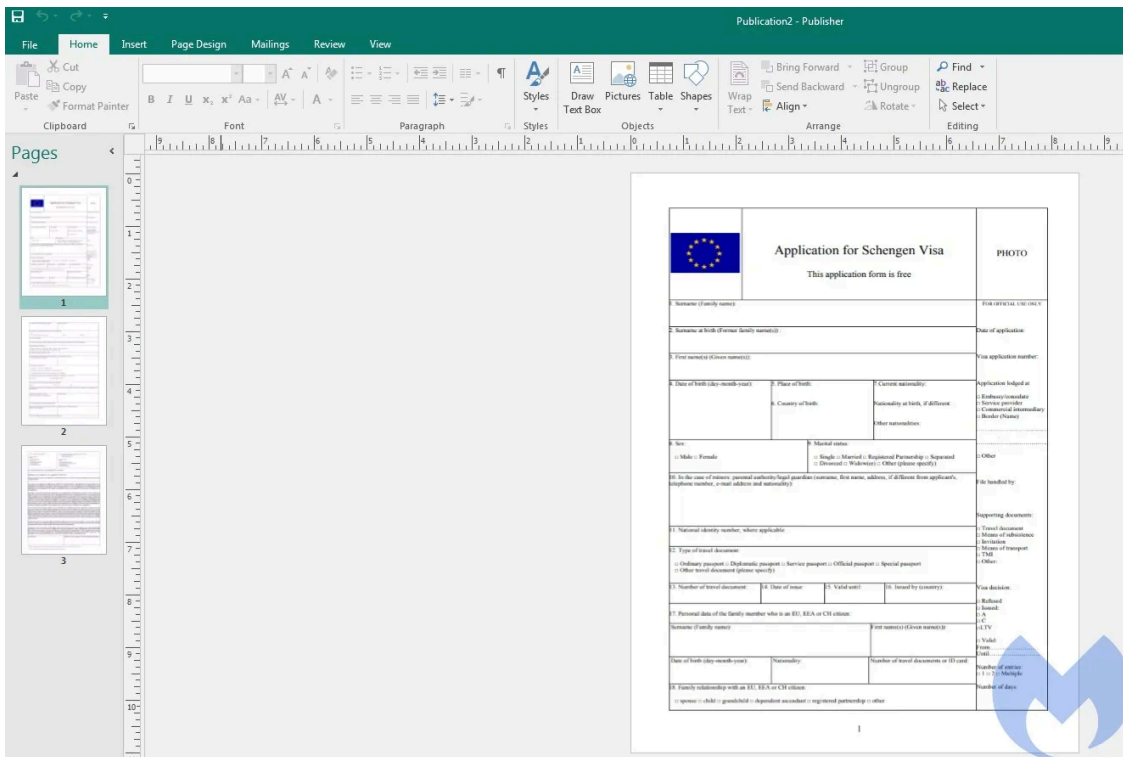 Publication2 - Publisher
File Home Insert Page Design Mailings Review View
Paste
Cut
Copy
Format Painter
Clipboard
B I U x₂ x² Aa AV A
Font
Paragraph
Styles
Styles
Draw Text Box
Pictures
Table
Shapes
Objects
Wrap Text
Bring Forward
Send Backward
Align
Group
Ungroup
Rotate
Arrange
Find
Replace
Select
Editing
Pages
1
2
3
Application for Schengen Visa
This application form is free
PHOTO
1. Surname (Family name):
2. Surname at birth (Former family name(s)):
3. First name(s) (Given name(s)):
4. Date of birth (day-month-year):
5. Place of birth:
6. Country of birth:
7. Current nationality:
Nationality at birth, if different:
Other nationalities:
8. Sex:
□ Male □ Female
9. Marital status:
□ Single □ Married □ Registered Partnership □ Separated
□ Divorced □ Widow(er) □ Other (please specify):
10. In the case of minors: parental authority/legal guardian (surname, first name, address, if different from applicant's,
telephone number, e-mail address and nationality):
11. National identity number, where applicable:
12. Type of travel document:
□ Ordinary passport □ Diplomatic passport □ Service passport □ Official passport □ Special passport
□ Other travel document (please specify):
13. Number of travel document:
14. Date of issue:
15. Valid until:
16. Issued by (country):
17. Personal data of the family member who is an EU, EEA or CH citizen:
Surname (Family name):
First name(s) (Given name(s)):
Date of birth (day-month-year):
Nationality:
Number of travel documents or ID card:
18. Family relationship with an EU, EEA or CH citizen:
□ spouse □ child □ grandchild □ dependent ascendant □ registered partnership □ other
FOR OFFICIAL USE ONLY
Date of application:
Visa application number:
Application lodged at
□ Embassy/consulate
□ Service provider
□ Commercial intermediary
□ Border (Name):
□ Other
File handled by:
Supporting documents:
□ Travel document
□ Means of subsistence
□ Invitation
□ Means of transport
□ TMI
□ Other:
Visa decision:
□ Refused
□ Issued:
□ A
□ C
□ LTV
□ Valid:
From
Until
Number of entries:
□ 1 □ 2 □ Multiple
Number of days:
1